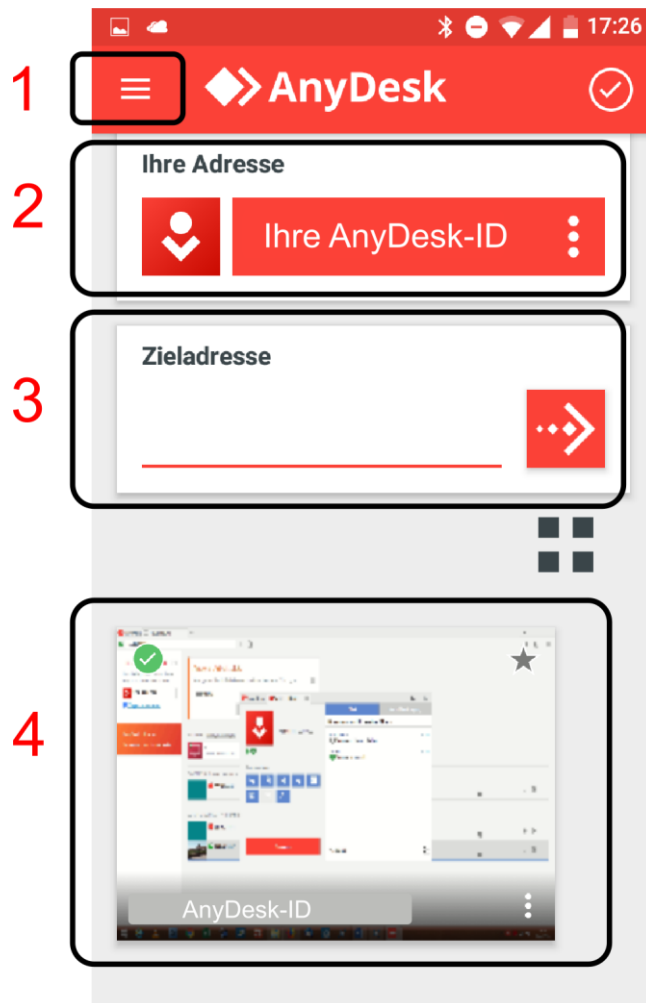 17:26
1
AnyDesk
2
Ihre Adresse
Ihre AnyDesk-ID
3
Zieladresse
4
AnyDesk-ID